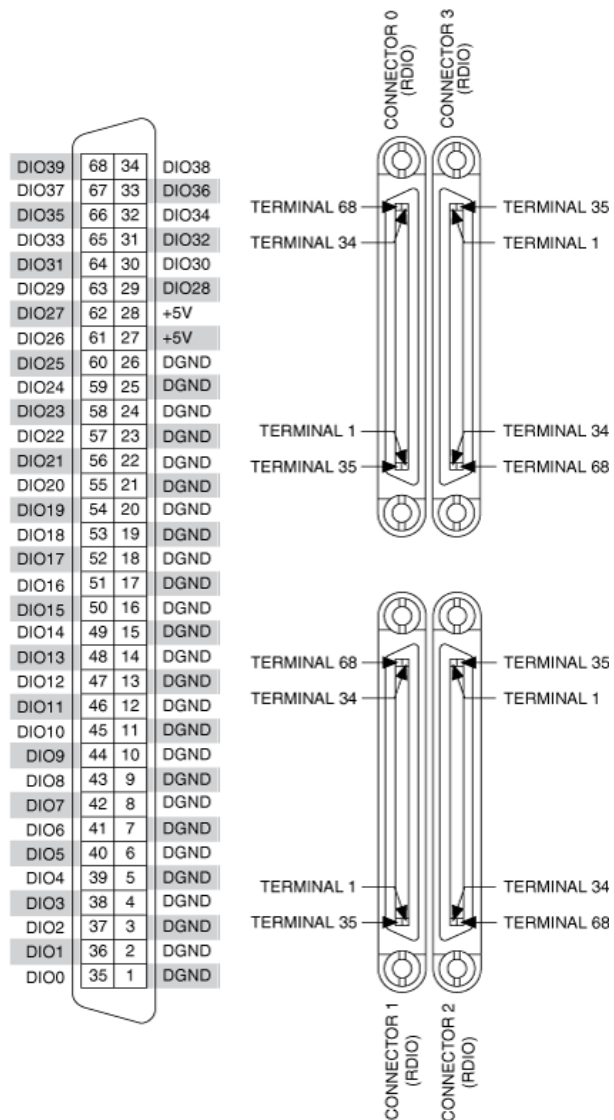 CONNECTOR 0
(RDIO)
CONNECTOR 3
(RDIO)
DIO39 68 34 DIO38
DIO37 67 33 DIO36
DIO35 66 32 DIO34
DIO33 65 31 DIO32
DIO31 64 30 DIO30
DIO29 63 29 DIO28
DIO27 62 28 +5V
DIO26 61 27 +5V
DIO25 60 26 DGND
DIO24 59 25 DGND
DIO23 58 24 DGND
DIO22 57 23 DGND
DIO21 56 22 DGND
DIO20 55 21 DGND
DIO19 54 20 DGND
DIO18 53 19 DGND
DIO17 52 18 DGND
DIO16 51 17 DGND
DIO15 50 16 DGND
DIO14 49 15 DGND
DIO13 48 14 DGND
DIO12 47 13 DGND
DIO11 46 12 DGND
DIO10 45 11 DGND
DIO9 44 10 DGND
DIO8 43 9 DGND
DIO7 42 8 DGND
DIO6 41 7 DGND
DIO5 40 6 DGND
DIO4 39 5 DGND
DIO3 38 4 DGND
DIO2 37 3 DGND
DIO1 36 2 DGND
DIO0 35 1 DGND
TERMINAL 68
TERMINAL 35
TERMINAL 34
TERMINAL 1
TERMINAL 1
TERMINAL 34
TERMINAL 35
TERMINAL 68
TERMINAL 68
TERMINAL 35
TERMINAL 34
TERMINAL 1
TERMINAL 1
TERMINAL 34
TERMINAL 35
TERMINAL 68
CONNECTOR 1
(RDIO)
CONNECTOR 2
(RDIO)